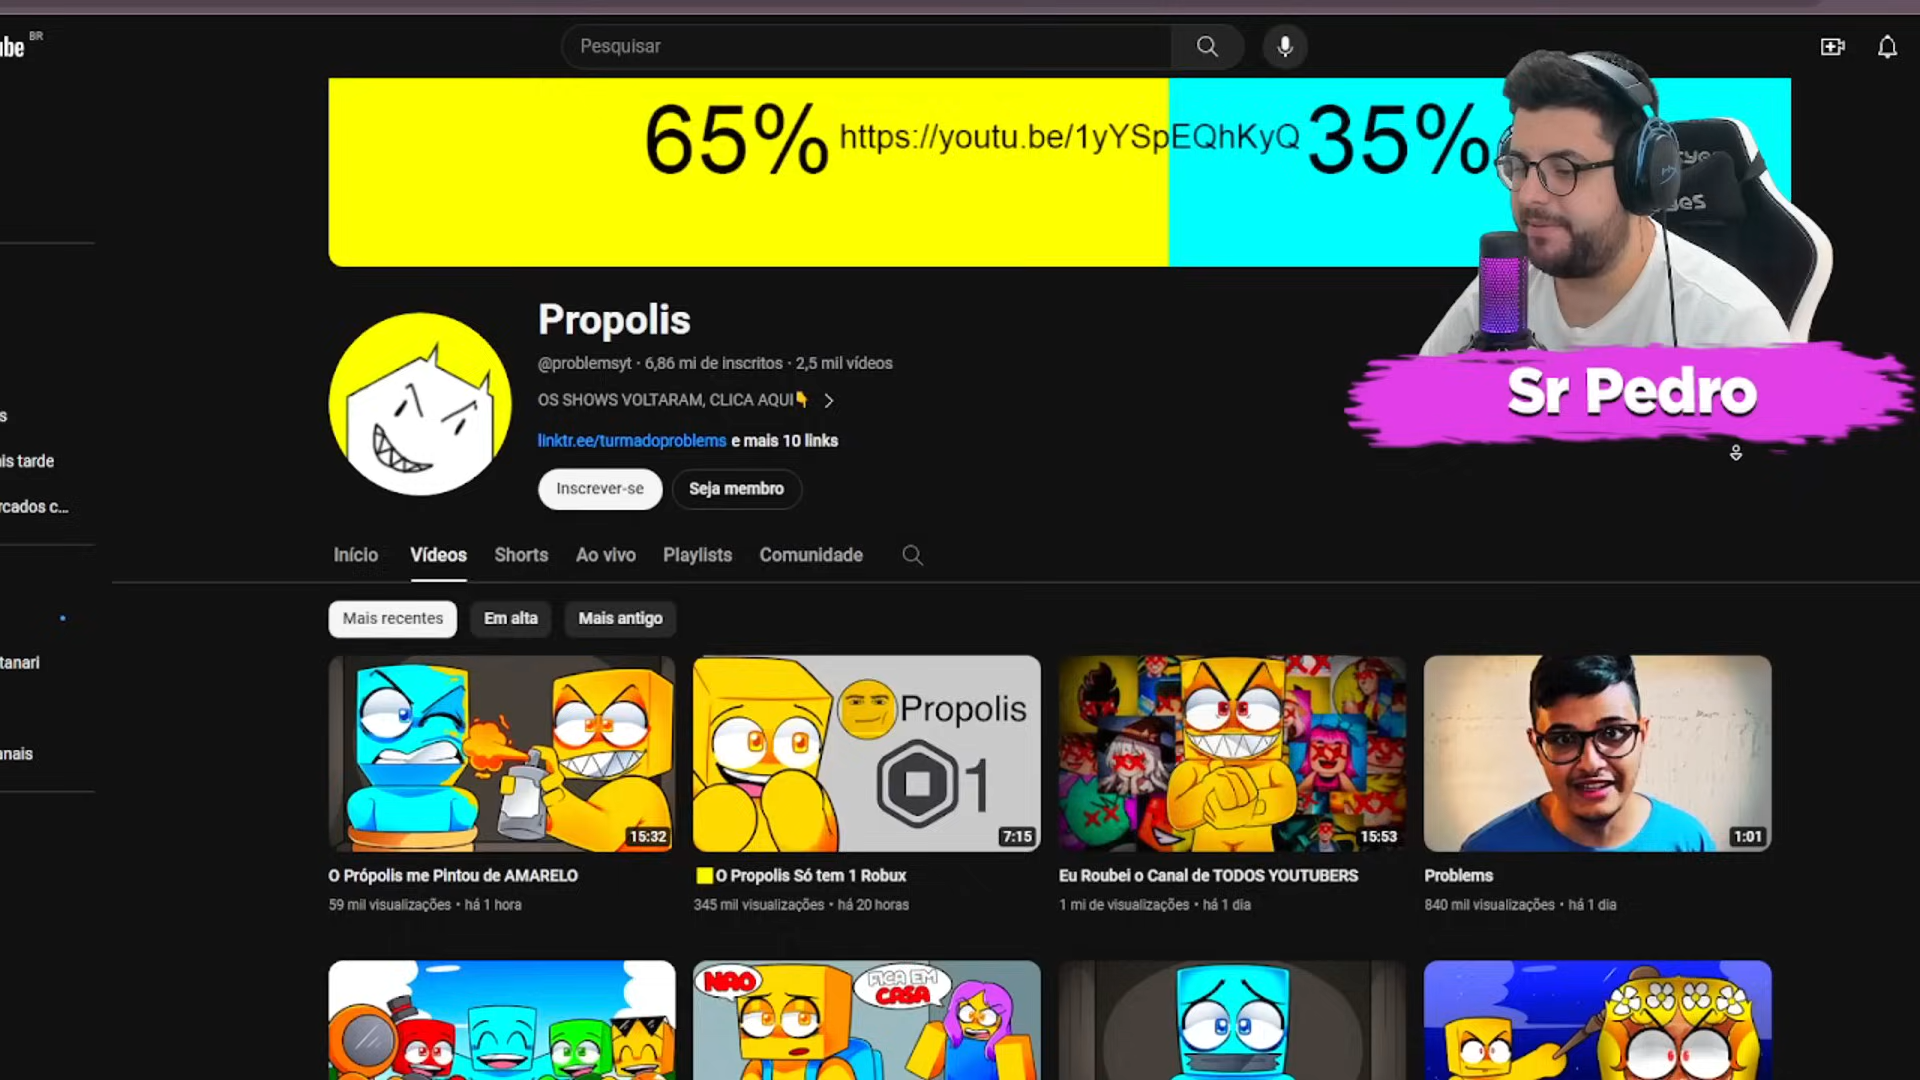 ube BR
Pesquisar
65% https://youtu.be/1yYSpEQhKyQ 35%
Propolis
@problemsyt · 6,86 mi de inscritos · 2,5 mil vídeos
OS SHOWS VOLTARAM, CLICA AQUI👇
linktr.ee/turmadoproblems e mais 10 links
Inscrever-se Seja membro
Sr Pedro
s
is tarde
rcados c...
tanari
anais
Início Vídeos Shorts Ao vivo Playlists Comunidade
Mais recentes Em alta Mais antigo
Propolis
1
15:32 7:15 15:53 1:01
O Própolis me Pintou de AMARELO
59 mil visualizações • há 1 hora
🟨O Propolis Só tem 1 Robux
345 mil visualizações • há 20 horas
Eu Roubei o Canal de TODOS YOUTUBERS
1 mi de visualizações • há 1 dia
Problems
840 mil visualizações • há 1 dia
NAO
FICA EM
CASA